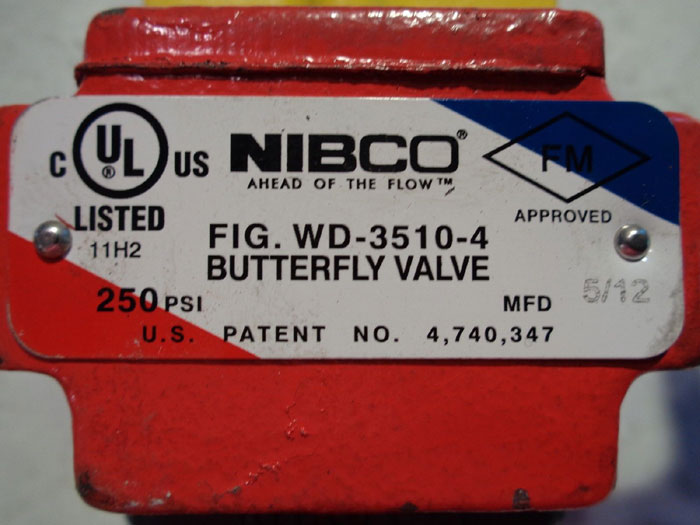 C UL® US
LISTED
11H2
NIBCO®
AHEAD OF THE FLOW™
FM
APPROVED
FIG. WD-3510-4
BUTTERFLY VALVE
250 PSI
MFD 5/12
U.S. PATENT NO. 4,740,347